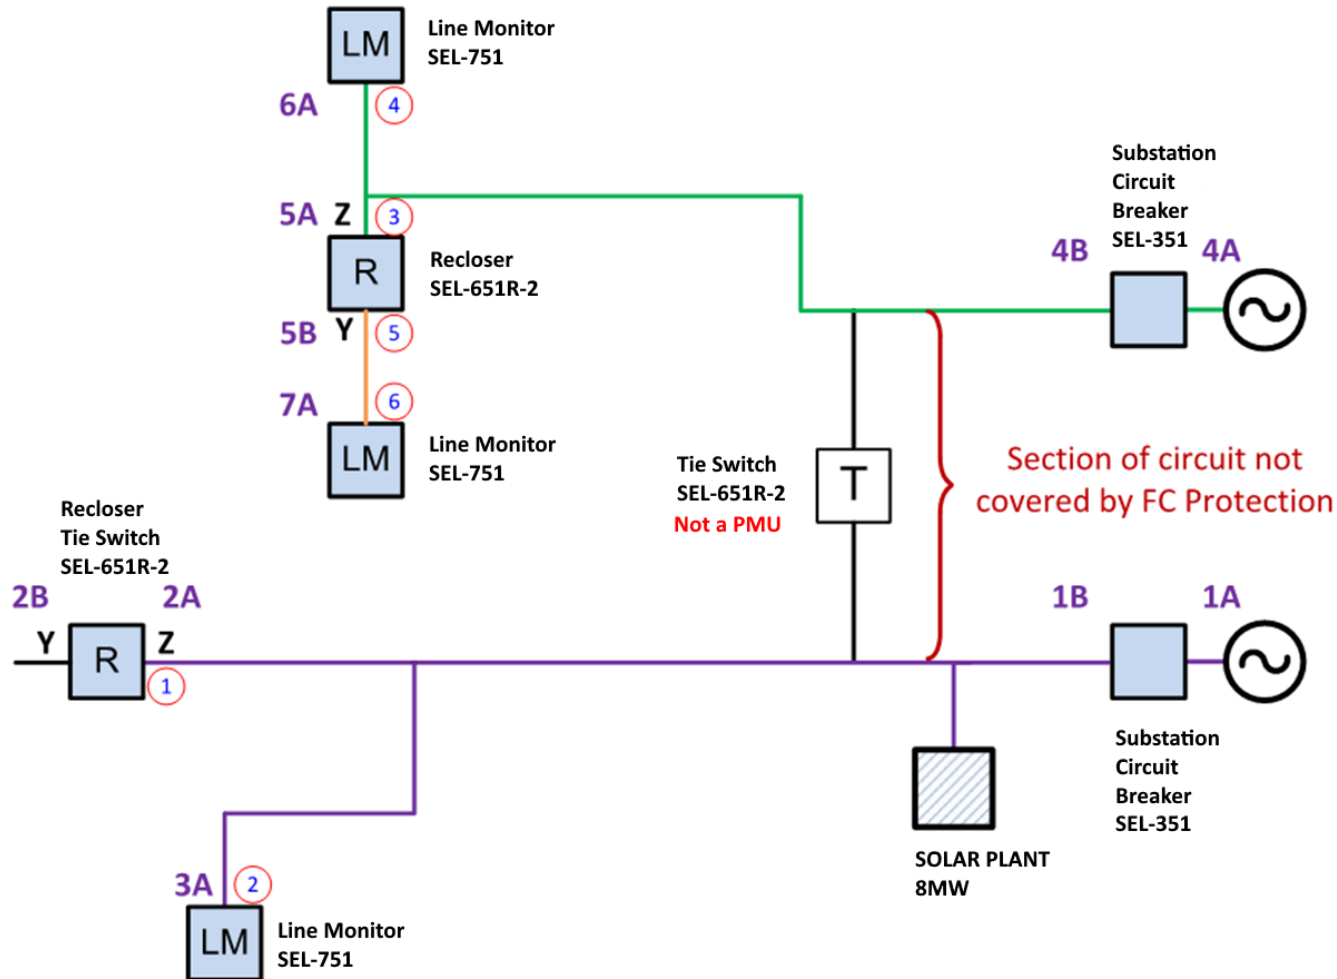 LM
Line Monitor
SEL-751
6A
4
5A
Z
3
R
Recloser
SEL-651R-2
5B
Y
5
7A
6
LM
Line Monitor
SEL-751
Substation
Circuit
Breaker
SEL-351
4B
4A
Tie Switch
SEL-651R-2
Not a PMU
T
Section of circuit not
covered by FC Protection
Recloser
Tie Switch
SEL-651R-2
2B
2A
Y
R
Z
1
1B
1A
Substation
Circuit
Breaker
SEL-351
SOLAR PLANT
8MW
3A
2
LM
Line Monitor
SEL-751